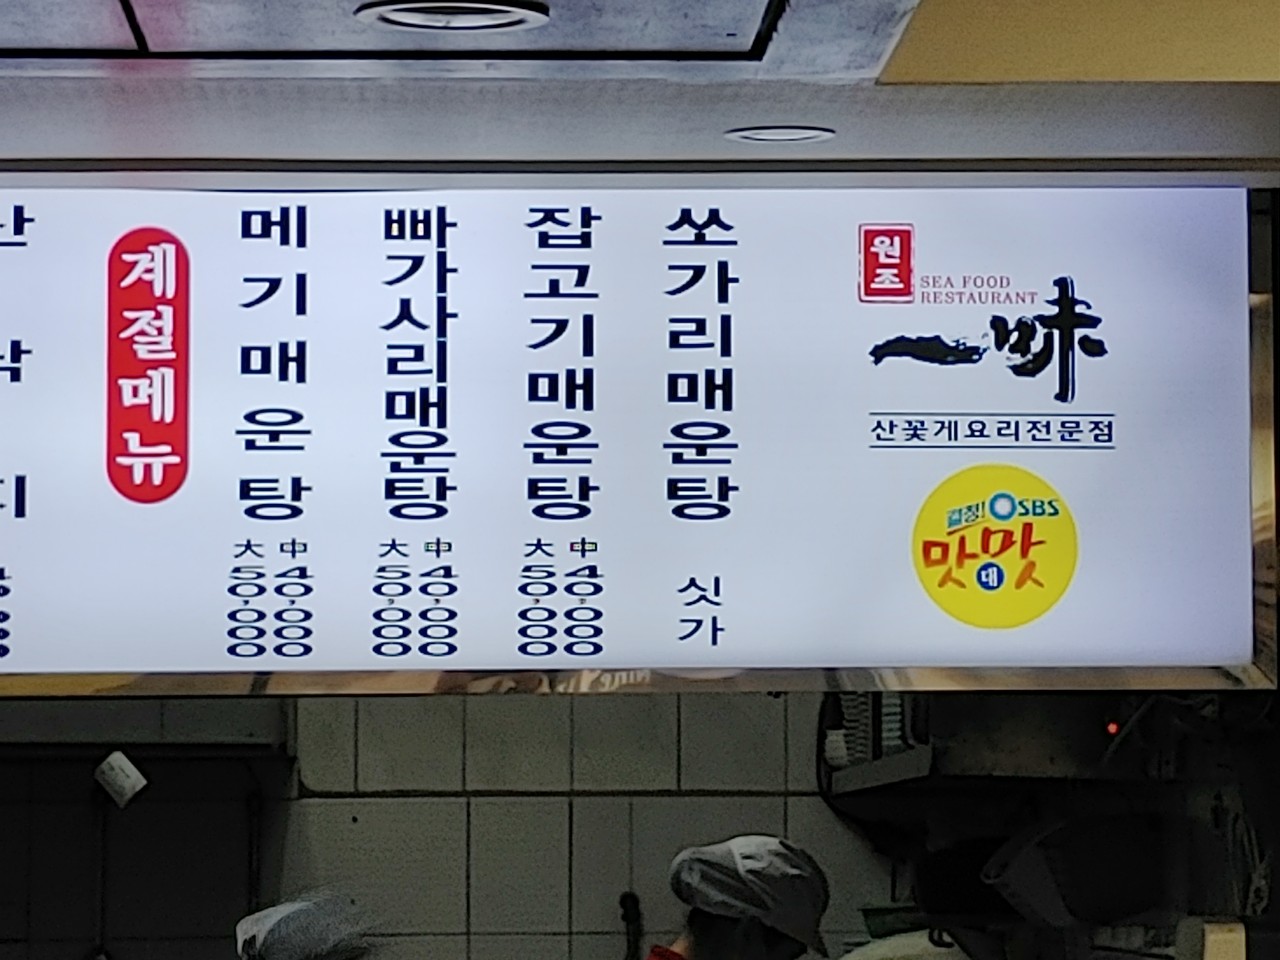 계절메뉴
메기매운탕
大 50,000
中 40,000
빠가사리매운탕
大 50,000
中 40,000
잡고기매운탕
大 50,000
中 40,000
쏘가리매운탕
싯가
원조
SEA FOOD
RESTAURANT
一味
산꽃게요리전문점
결정! SBS
맛대맛